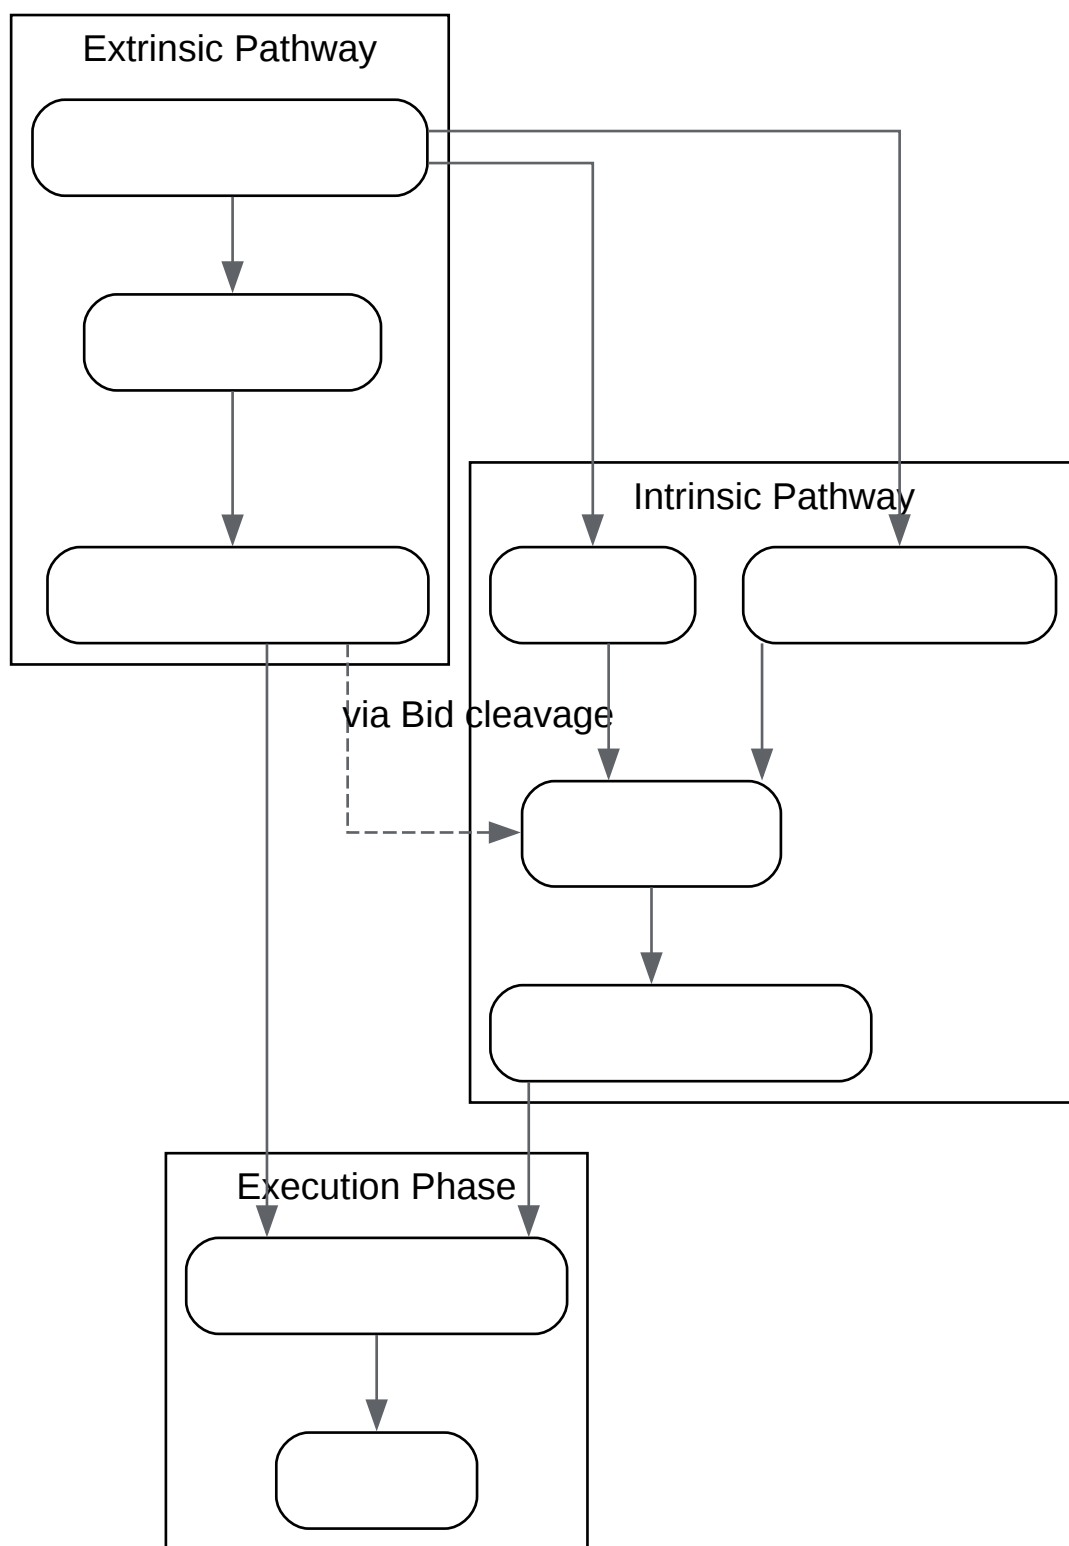 Extrinsic Pathway
Intrinsic Pathway
via Bid cleavage
Execution Phase